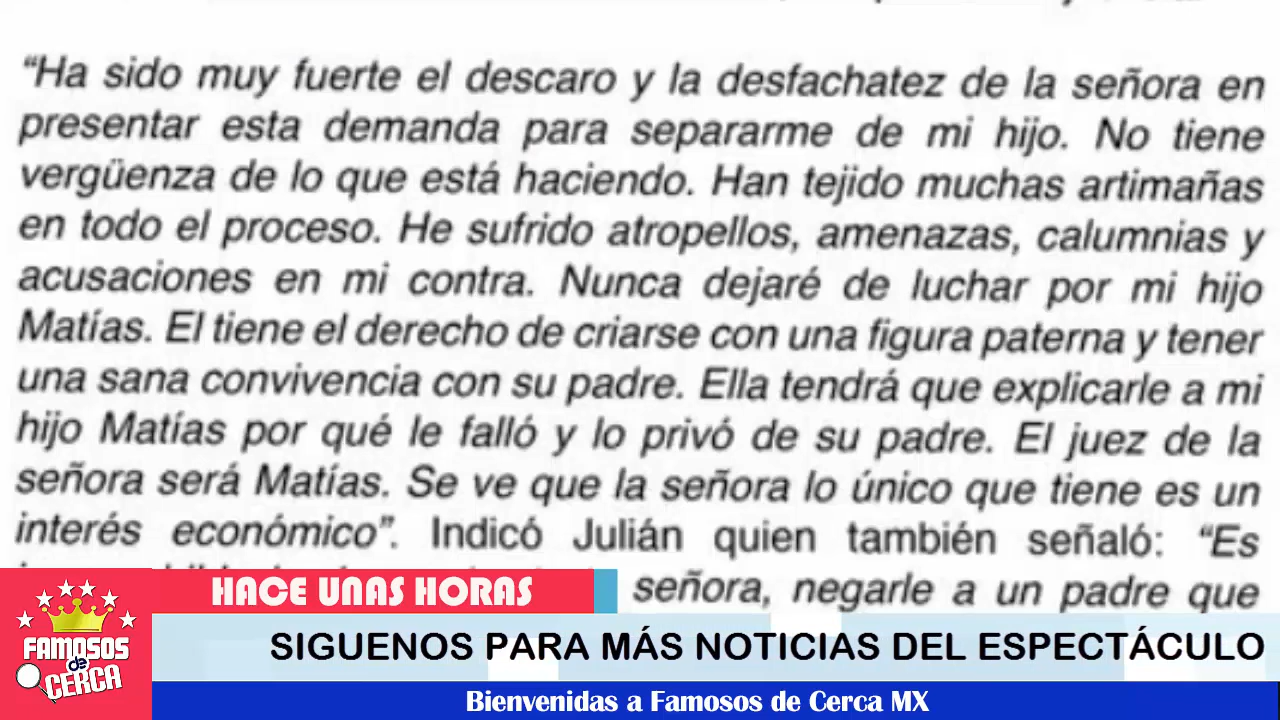 “Ha sido muy fuerte el descaro y la desfachatez de la señora en
presentar esta demanda para separarme de mi hijo. No tiene
vergüenza de lo que está haciendo. Han tejido muchas artimañas
en todo el proceso. He sufrido atropellos, amenazas, calumnias y
acusaciones en mi contra. Nunca dejaré de luchar por mi hijo
Matías. El tiene el derecho de criarse con una figura paterna y tener
una sana convivencia con su padre. Ella tendrá que explicarle a mi
hijo Matías por qué le falló y lo privó de su padre. El juez de la
señora será Matías. Se ve que la señora lo único que tiene es un
interés económico”. Indicó Julián quien también señaló: “Es
señora, negarle a un padre que
HACE UNAS HORAS
FAMOSOS
de
CERCA
SIGUENOS PARA MÁS NOTICIAS DEL ESPECTÁCULO
Bienvenidas a Famosos de Cerca MX